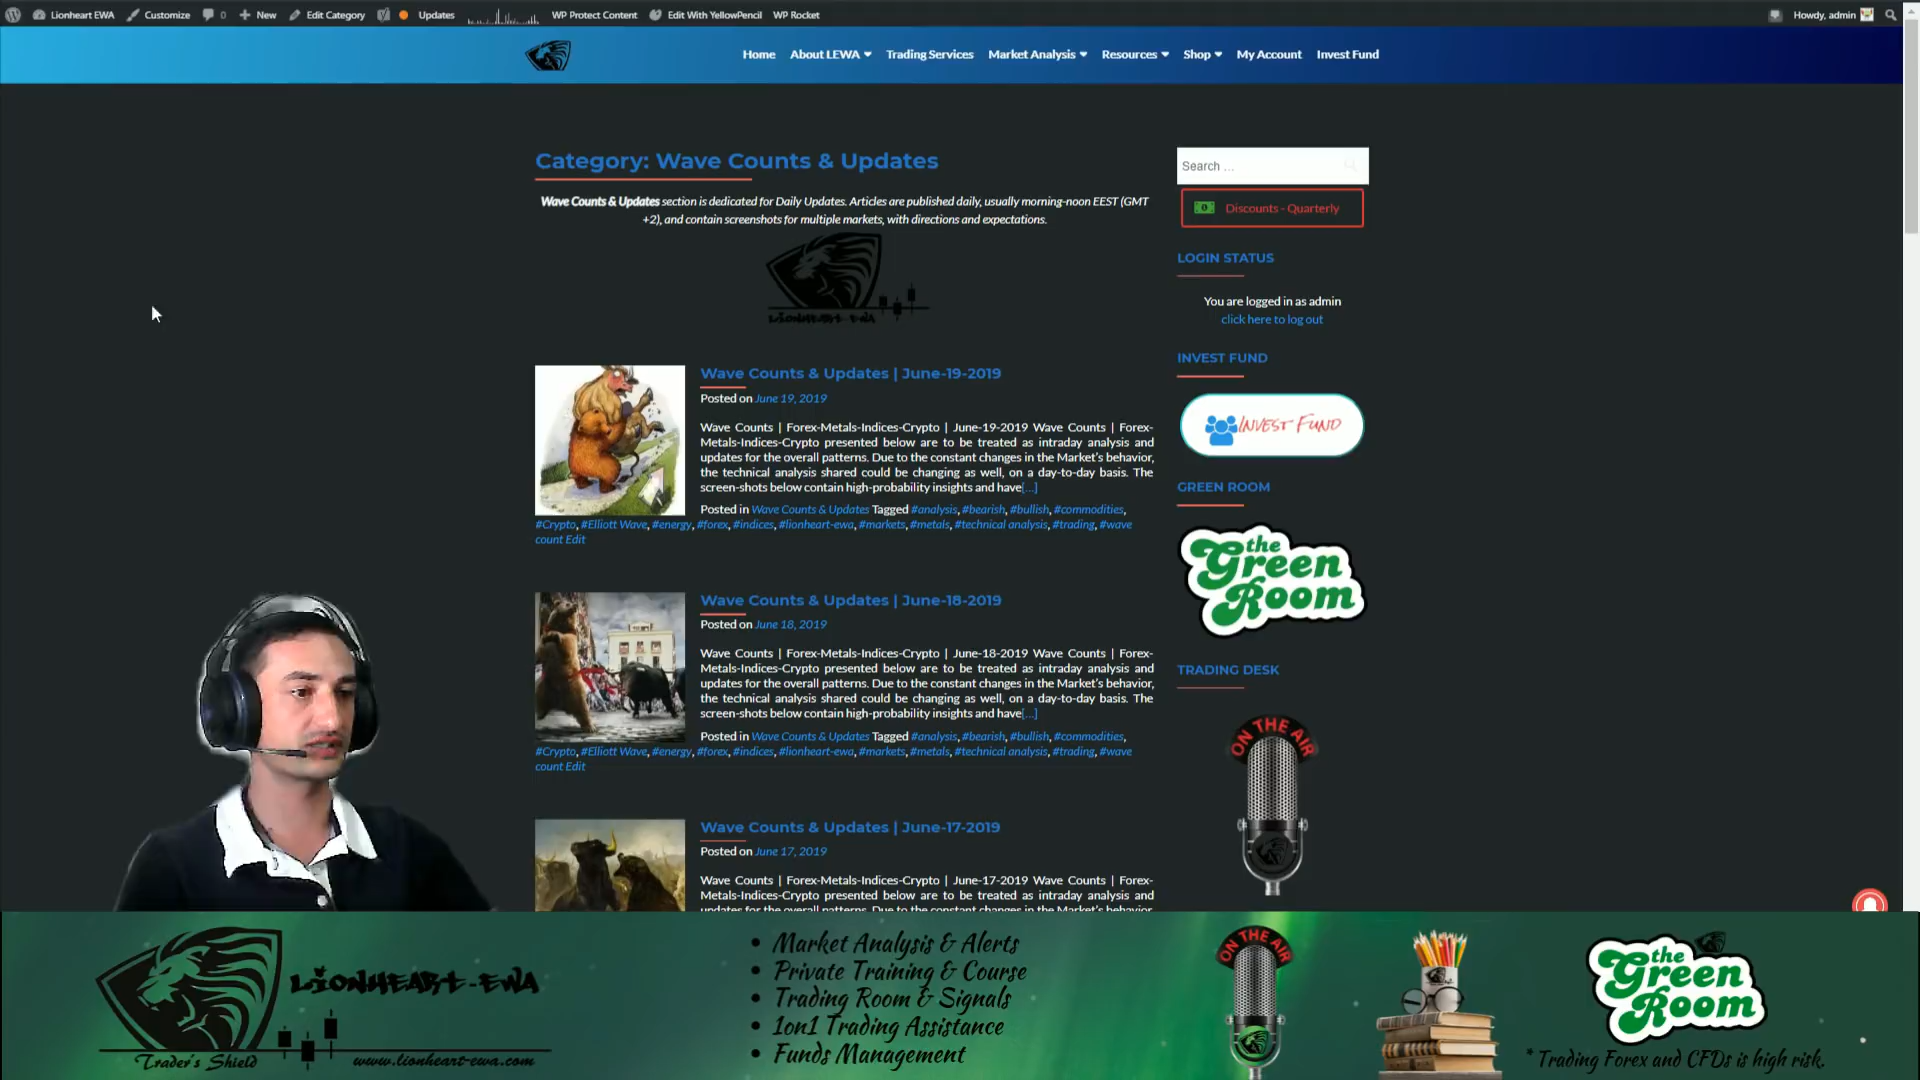 Lionheart EWA Customize 0 New Edit Category Updates WP Protect Content Edit With YellowPencil WP Rocket Howdy, admin
Home About LEWA Trading Services Market Analysis Resources Shop My Account Invest Fund
Category: Wave Counts & Updates
Wave Counts & Updates section is dedicated for Daily Updates. Articles are published daily, usually morning-noon EEST (GMT
+2), and contain screenshots for multiple markets, with directions and expectations.
LIONHEART-EWA
Wave Counts & Updates | June-19-2019
Posted on June 19, 2019
Wave Counts | Forex-Metals-Indices-Crypto | June-19-2019 Wave Counts | Forex-
Metals-Indices-Crypto presented below are to be treated as intraday analysis and
updates for the overall patterns. Due to the constant changes in the Market's behavior,
the technical analysis shared could be changing as well, on a day-to-day basis. The
screen-shots below contain high-probability insights and have[...]
Posted in Wave Counts & Updates Tagged #analysis, #bearish, #bullish, #commodities,
#Crypto, #Elliott Wave, #energy, #forex, #indices, #lionheart-ewa, #markets, #metals, #technical analysis, #trading, #wave
count Edit
Wave Counts & Updates | June-18-2019
Posted on June 18, 2019
Wave Counts | Forex-Metals-Indices-Crypto | June-18-2019 Wave Counts | Forex-
Metals-Indices-Crypto presented below are to be treated as intraday analysis and
updates for the overall patterns. Due to the constant changes in the Market's behavior,
the technical analysis shared could be changing as well, on a day-to-day basis. The
screen-shots below contain high-probability insights and have[...]
Posted in Wave Counts & Updates Tagged #analysis, #bearish, #bullish, #commodities,
#Crypto, #Elliott Wave, #energy, #forex, #indices, #lionheart-ewa, #markets, #metals, #technical analysis, #trading, #wave
count Edit
Wave Counts & Updates | June-17-2019
Posted on June 17, 2019
Wave Counts | Forex-Metals-Indices-Crypto | June-17-2019 Wave Counts | Forex-
Metals-Indices-Crypto presented below are to be treated as intraday analysis and
updates for the overall patterns. Due to the constant changes in the Market's behavior,
Search ...
Discounts - Quarterly
LOGIN STATUS
You are logged in as admin
click here to log out
INVEST FUND
INVEST FUND
GREEN ROOM
the
Green
Room
TRADING DESK
ON THE AIR
LIONHEART-EWA
Trader's Shield
www.lionheart-ewa.com
• Market Analysis & Alerts
• Private Training & Course
• Trading Room & Signals
• 1on1 Trading Assistance
• Funds Management
ON THE AIR
the
Green
Room
* Trading Forex and CFDs is high risk.